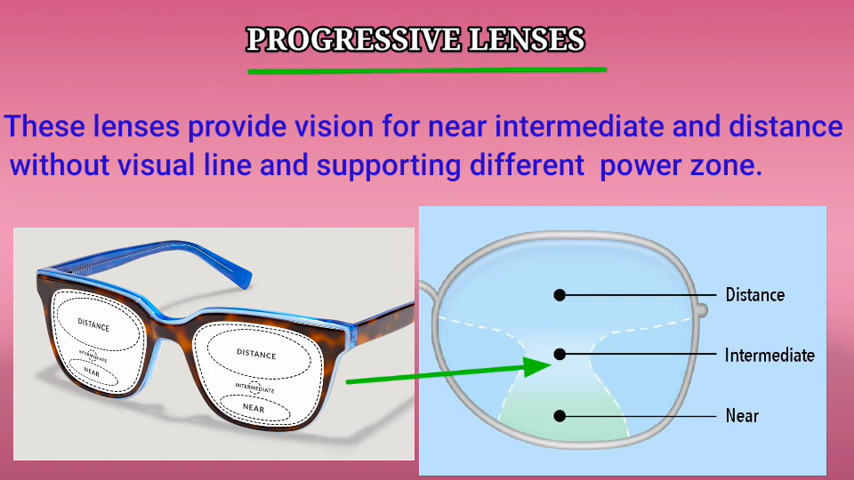 PROGRESSIVE LENSES
These lenses provide vision for near intermediate and distance
without visual line and supporting different power zone.
DISTANCE
INTERMEDIATE
NEAR
DISTANCE
INTERMEDIATE
NEAR
Distance
Intermediate
Near